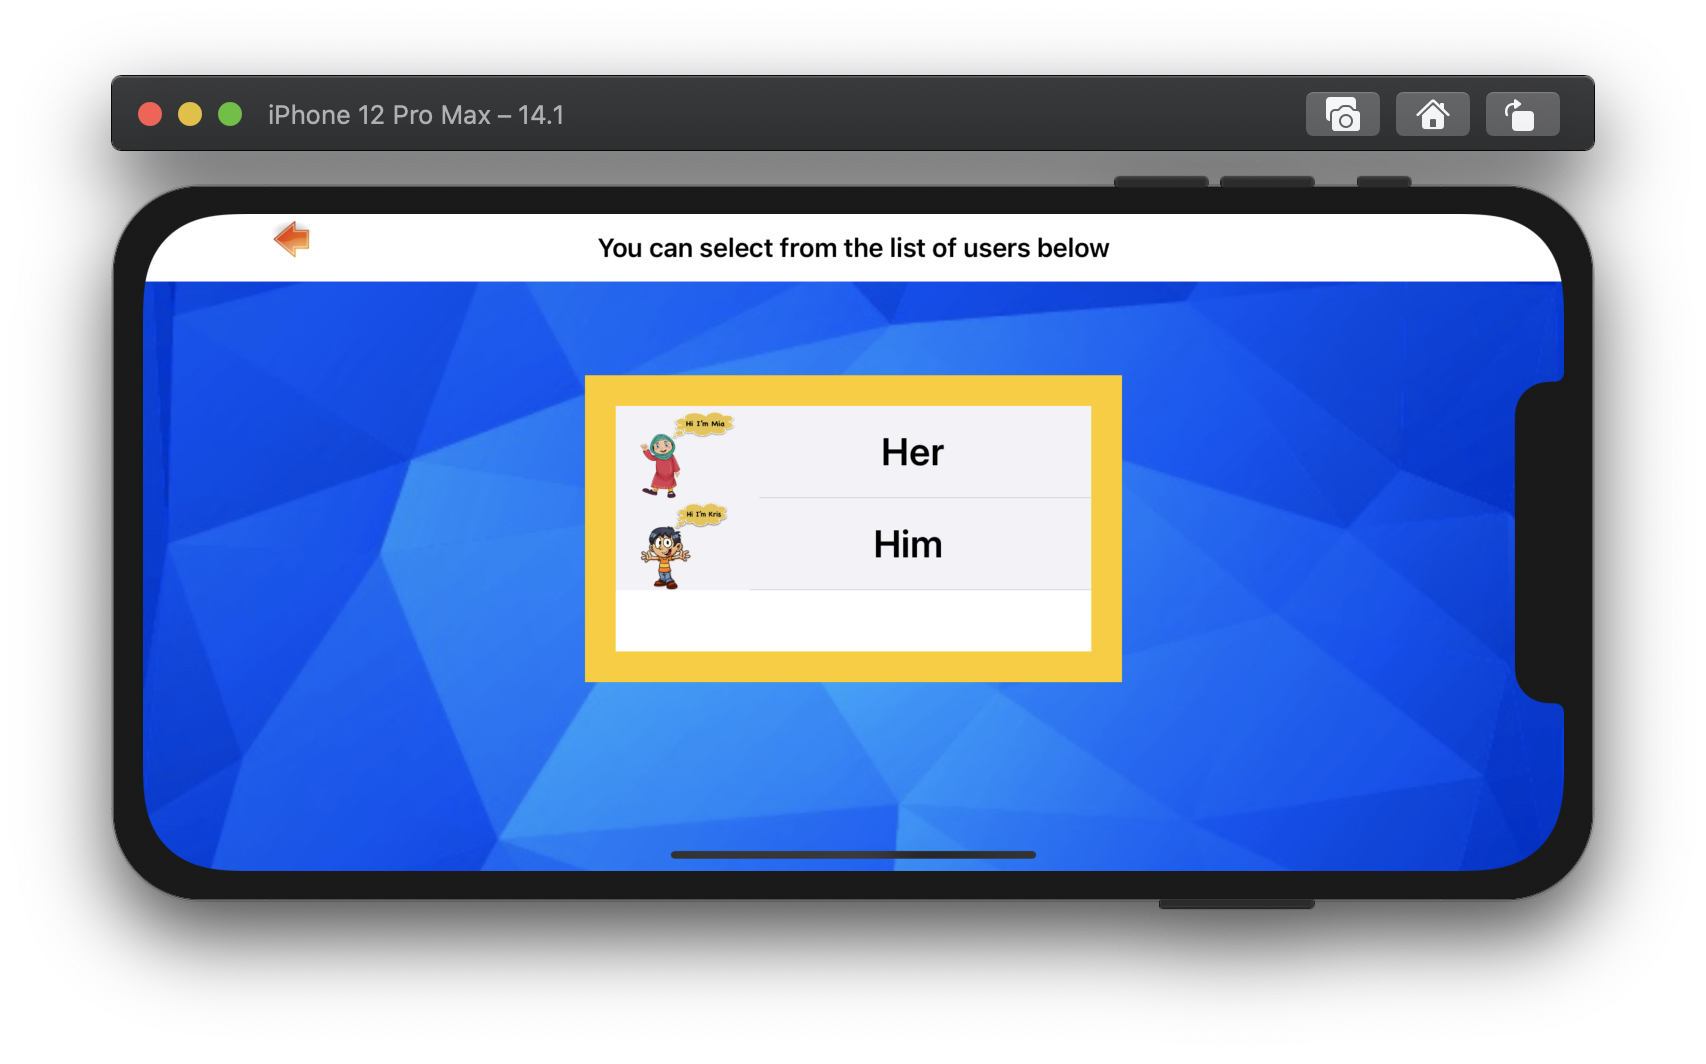 iPhone 12 Pro Max – 14.1
You can select from the list of users below
Hi I'm Mia
Her
Hi I'm Kris
Him